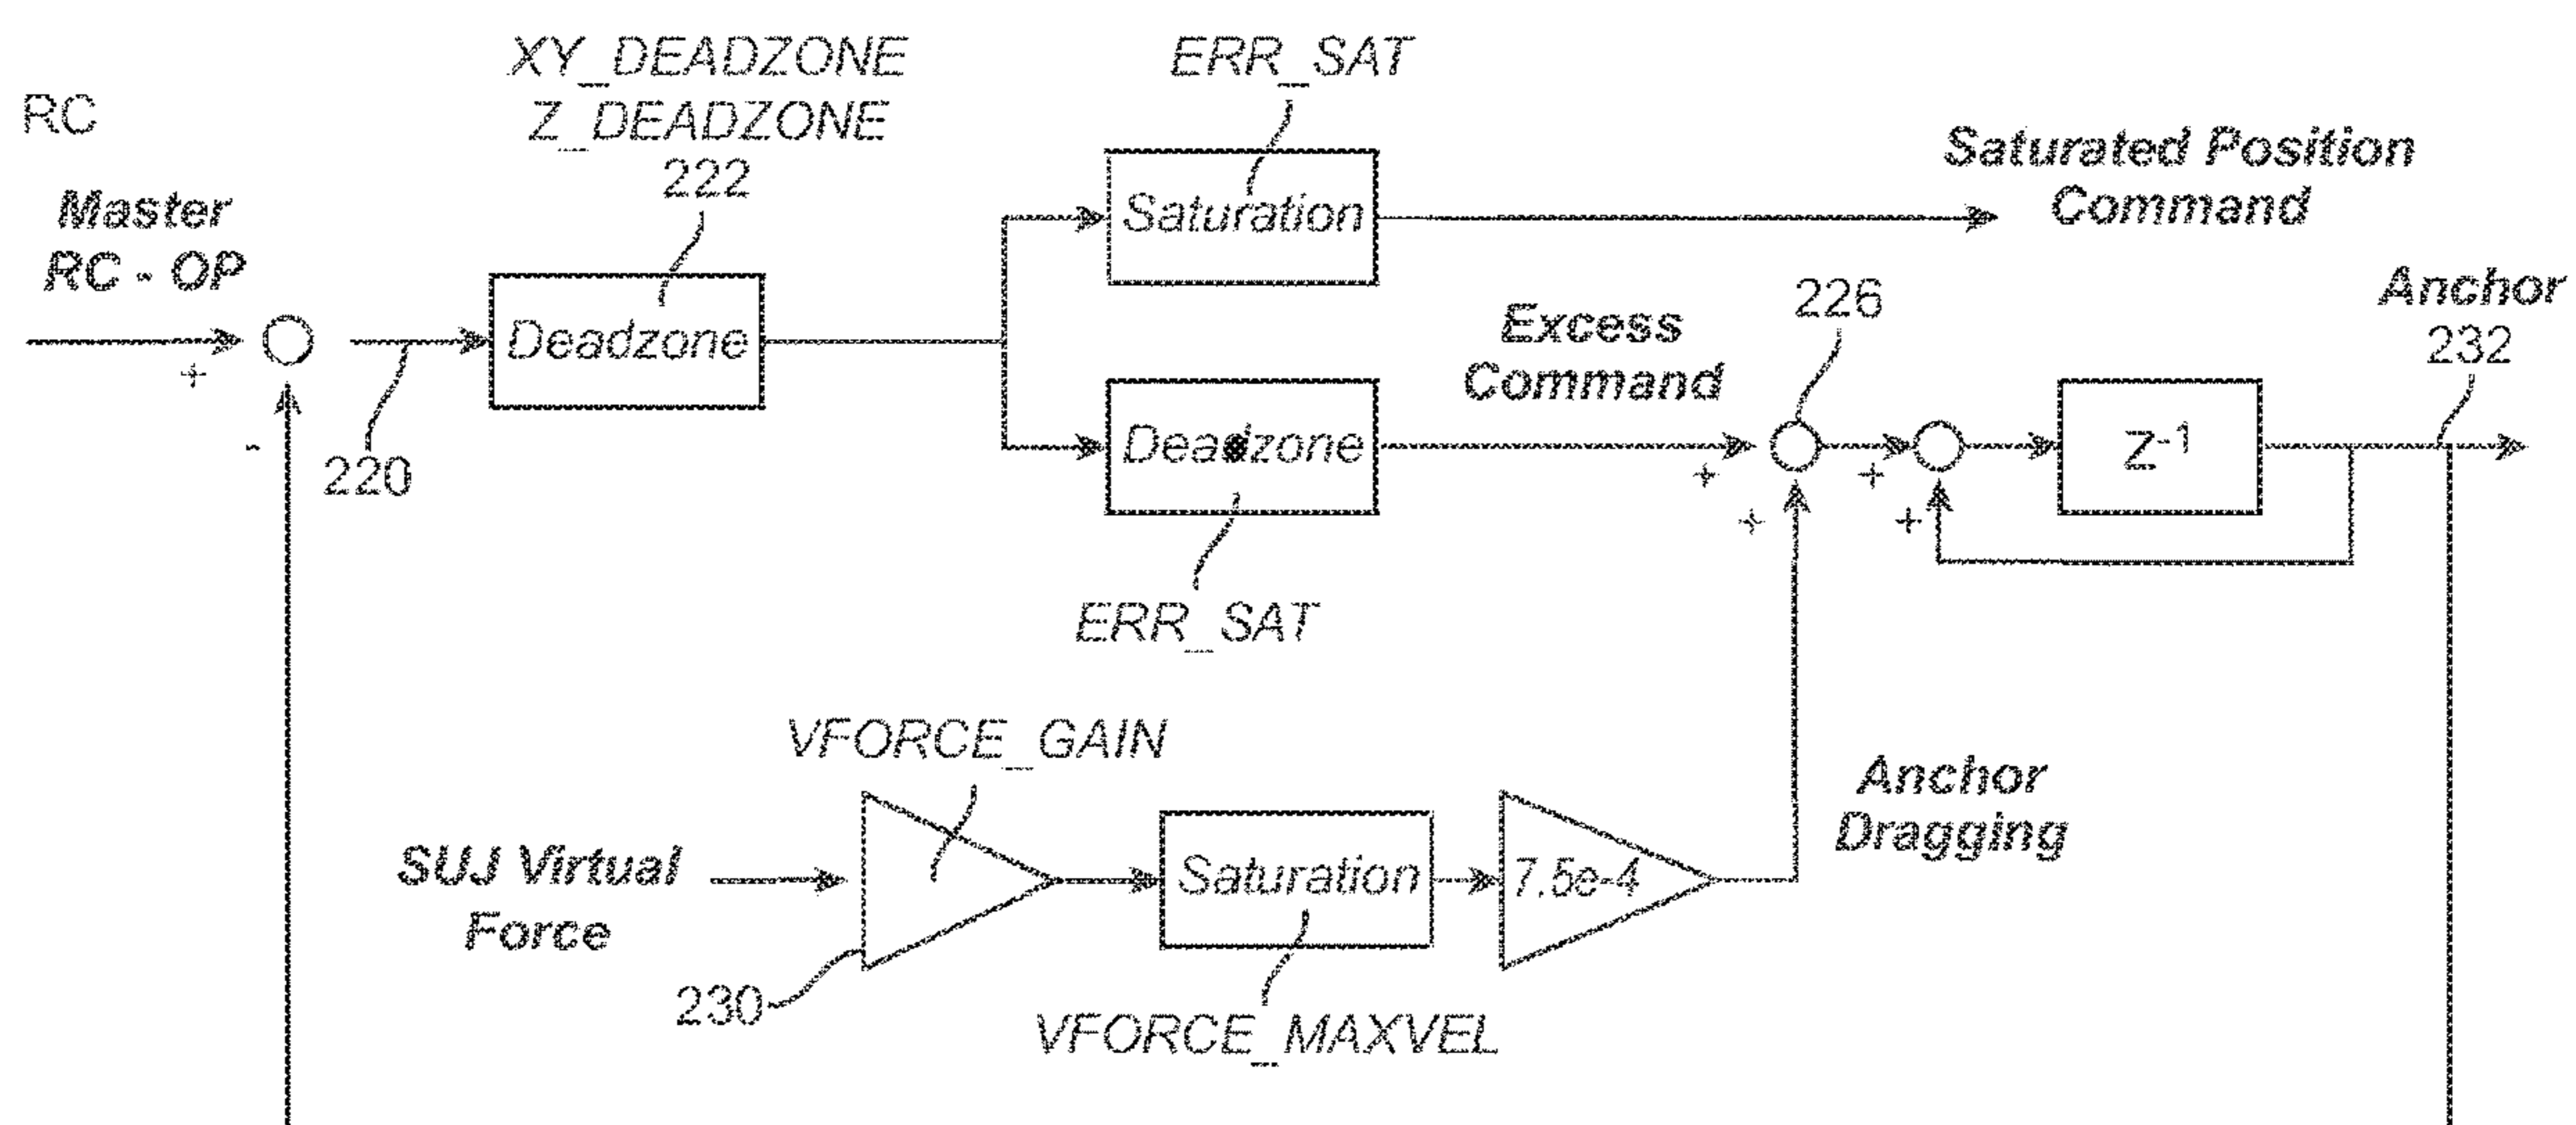 XY_DEADZONE
Z_DEADZONE
222
ERR_SAT
RC
Master
RC - OP
+
-
220
Deadzone
Saturation
Saturated Position
Command
Deadzone
ERR_SAT
Excess
Command
226
+
+
+
+
Z-1
Anchor
232
VFORCE_GAIN
SUJ Virtual
Force
230
Saturation
VFORCE_MAXVEL
7.5e-4
Anchor
Dragging